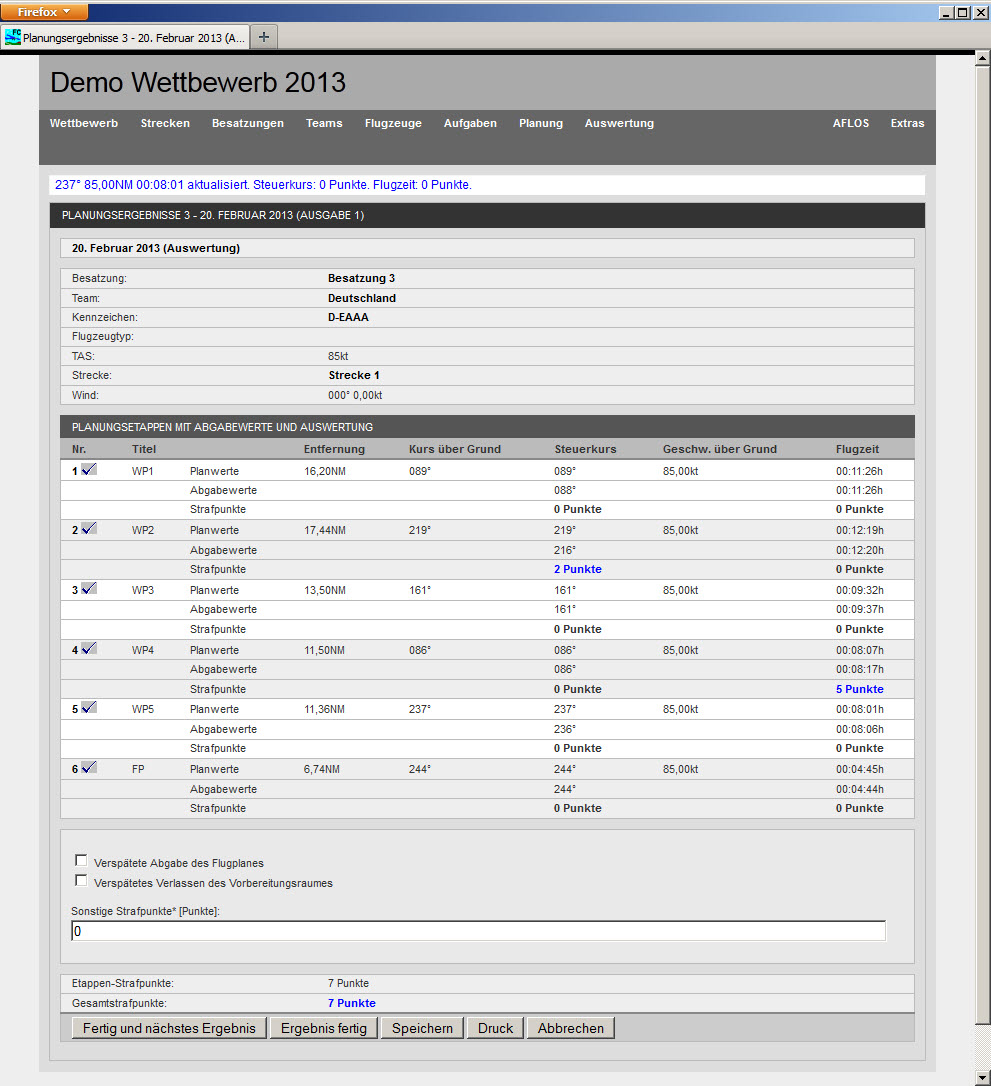 Firefox
Planungsergebnisse 3 - 20. Februar 2013 (A...
Demo Wettbewerb 2013
Wettbewerb Strecken Besatzungen Teams Flugzeuge Aufgaben Planung Auswertung AFLOS Extras
237° 85,00NM 00:08:01 aktualisiert. Steuerkurs: 0 Punkte. Flugzeit: 0 Punkte.
PLANUNGSERGEBNISSE 3 - 20. FEBRUAR 2013 (AUSGABE 1)
20. Februar 2013 (Auswertung)
Besatzung: Besatzung 3
Team: Deutschland
Kennzeichen: D-EAAA
Flugzeugtyp:
TAS: 85kt
Strecke: Strecke 1
Wind: 000° 0,00kt
PLANUNGSETAPPEN MIT ABGABEWERTE UND AUSWERTUNG
Nr. Titel Entfernung Kurs über Grund Steuerkurs Geschw. über Grund Flugzeit
1 WP1 Planwerte 16,20NM 089° 089° 85,00kt 00:11:26h
Abgabewerte 088° 00:11:26h
Strafpunkte 0 Punkte 0 Punkte
2 WP2 Planwerte 17,44NM 219° 219° 85,00kt 00:12:19h
Abgabewerte 216° 00:12:20h
Strafpunkte 2 Punkte 0 Punkte
3 WP3 Planwerte 13,50NM 161° 161° 85,00kt 00:09:32h
Abgabewerte 161° 00:09:37h
Strafpunkte 0 Punkte 0 Punkte
4 WP4 Planwerte 11,50NM 086° 086° 85,00kt 00:08:07h
Abgabewerte 086° 00:08:17h
Strafpunkte 0 Punkte 5 Punkte
5 WP5 Planwerte 11,36NM 237° 237° 85,00kt 00:08:01h
Abgabewerte 236° 00:08:06h
Strafpunkte 0 Punkte 0 Punkte
6 FP Planwerte 6,74NM 244° 244° 85,00kt 00:04:45h
Abgabewerte 244° 00:04:44h
Strafpunkte 0 Punkte 0 Punkte
Verspätete Abgabe des Flugplanes
Verspätetes Verlassen des Vorbereitungsraumes
Sonstige Strafpunkte* [Punkte]:
0
Etappen-Strafpunkte: 7 Punkte
Gesamtstrafpunkte: 7 Punkte
Fertig und nächstes Ergebnis Ergebnis fertig Speichern Druck Abbrechen